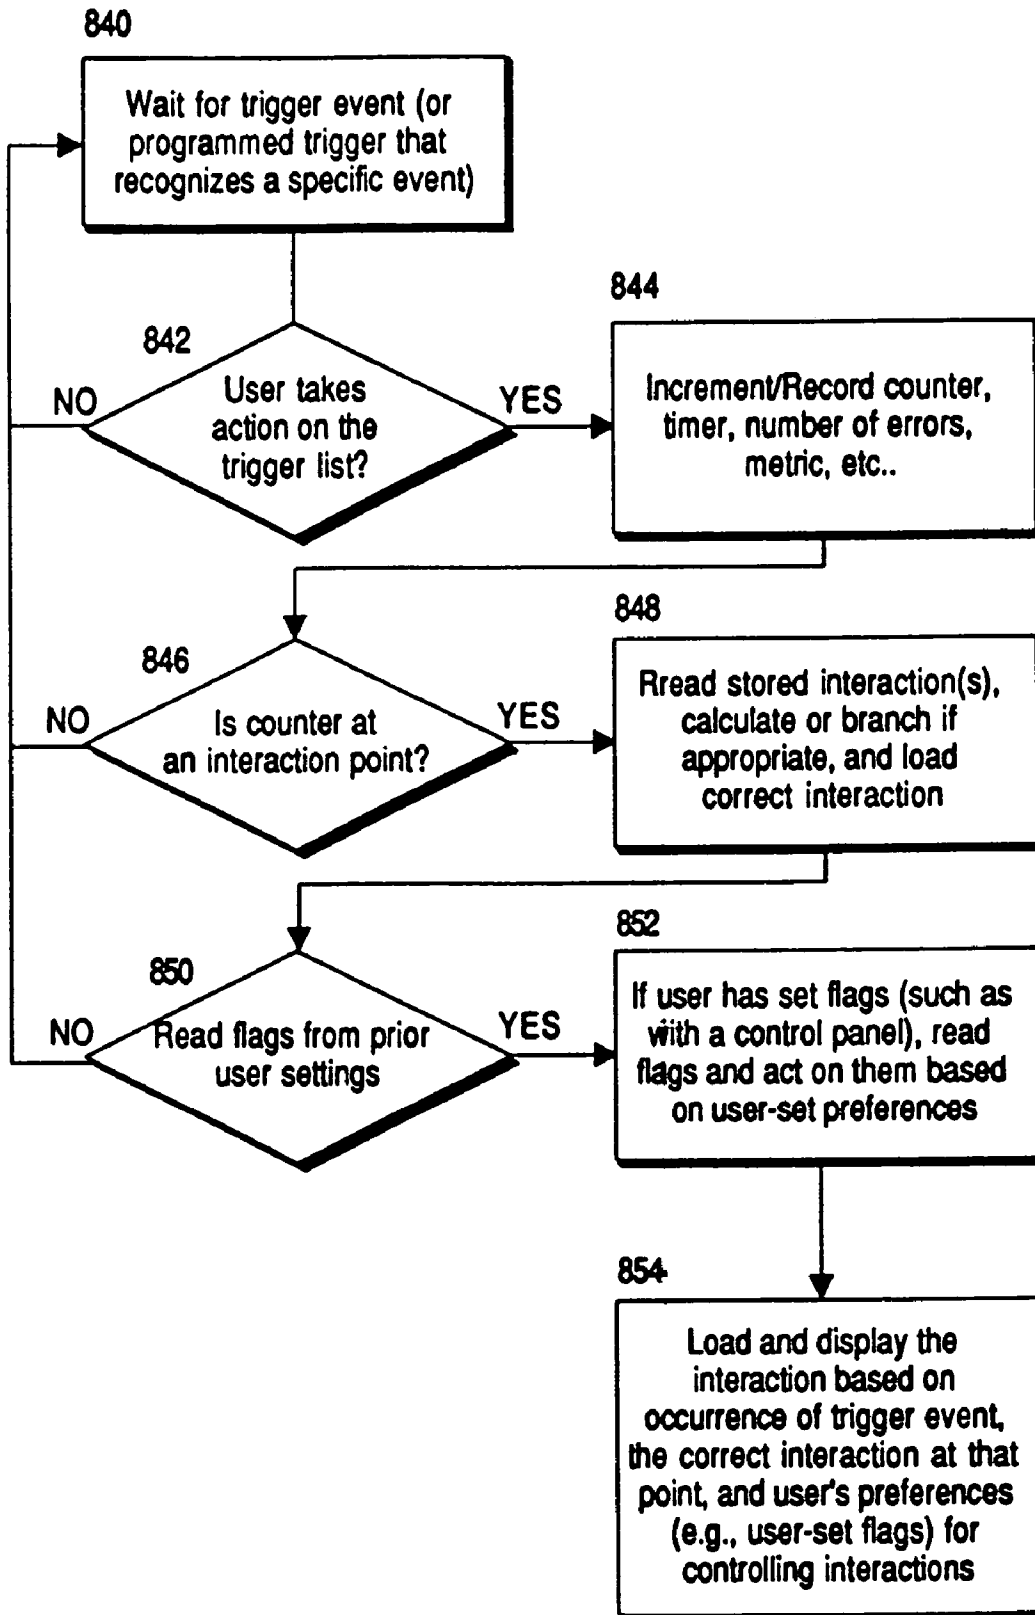 840
Wait for trigger event (or
programmed trigger that
recognizes a specific event)
842
NO
User takes
action on the
trigger list?
YES
844
Increment/Record counter,
timer, number of errors,
metric, etc..
846
NO
Is counter at
an interaction point?
YES
848
Rread stored interaction(s),
calculate or branch if
appropriate, and load
correct interaction
850
NO
Read flags from prior
user settings
YES
852
If user has set flags (such as
with a control panel), read
flags and act on them based
on user-set preferences
854
Load and display the
interaction based on
occurrence of trigger event,
the correct interaction at that
point, and user's preferences
(e.g., user-set flags) for
controlling interactions